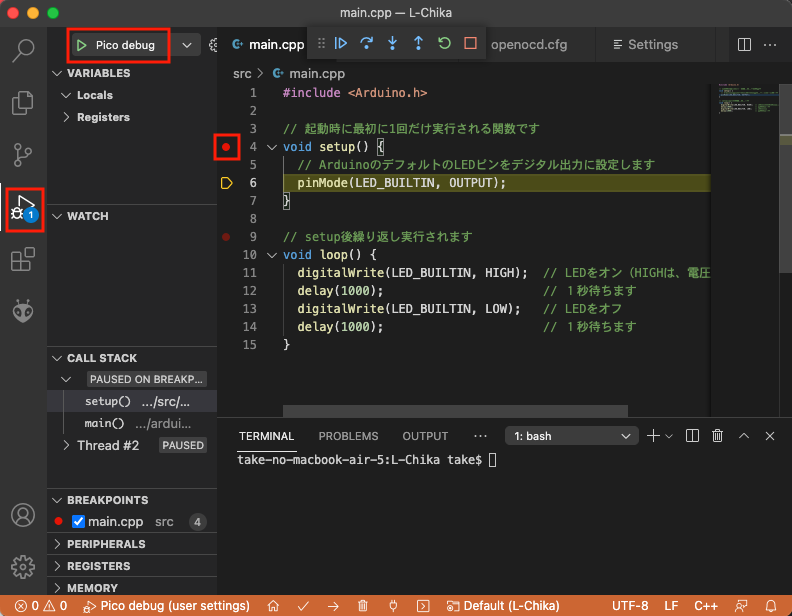 main.cpp — L-Chika
Pico debug
main.cpp
openocd.cfg
Settings
src > main.cpp
VARIABLES
Locals
Registers
WATCH
CALL STACK
PAUSED ON BREAKP...
setup() .../src/...
main() .../ardui...
Thread #2 PAUSED
BREAKPOINTS
main.cpp src 4
PERIPHERALS
REGISTERS
MEMORY
1
1 #include <Arduino.h>
2
3 // 起動時に最初に1回だけ実行される関数です
4 void setup() {
5 // ArduinoのデフォルトのLEDピンをデジタル出力に設定します
6 pinMode(LED_BUILTIN, OUTPUT);
7 }
8
9 // setup後繰り返し実行されます
10 void loop() {
11 digitalWrite(LED_BUILTIN, HIGH); // LEDをオン（HIGHは、電圧
12 delay(1000); // １秒待ちます
13 digitalWrite(LED_BUILTIN, LOW); // LEDをオフ
14 delay(1000); // １秒待ちます
15 }
TERMINAL PROBLEMS OUTPUT ... 1: bash
take-no-macbook-air-5:L-Chika take$
0 0 Pico debug (user settings) Default (L-Chika) UTF-8 LF C++